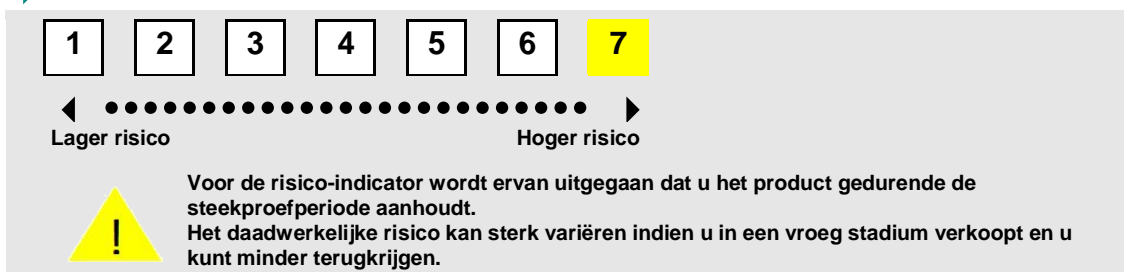 1 2 3 4 5 6 7
Lager risico Hoger risico
Voor de risico-indicator wordt ervan uitgegaan dat u het product gedurende de
steekproefperiode aanhoudt.
!
Het daadwerkelijke risico kan sterk variëren indien u in een vroeg stadium verkoopt en u
kunt minder terugkrijgen.